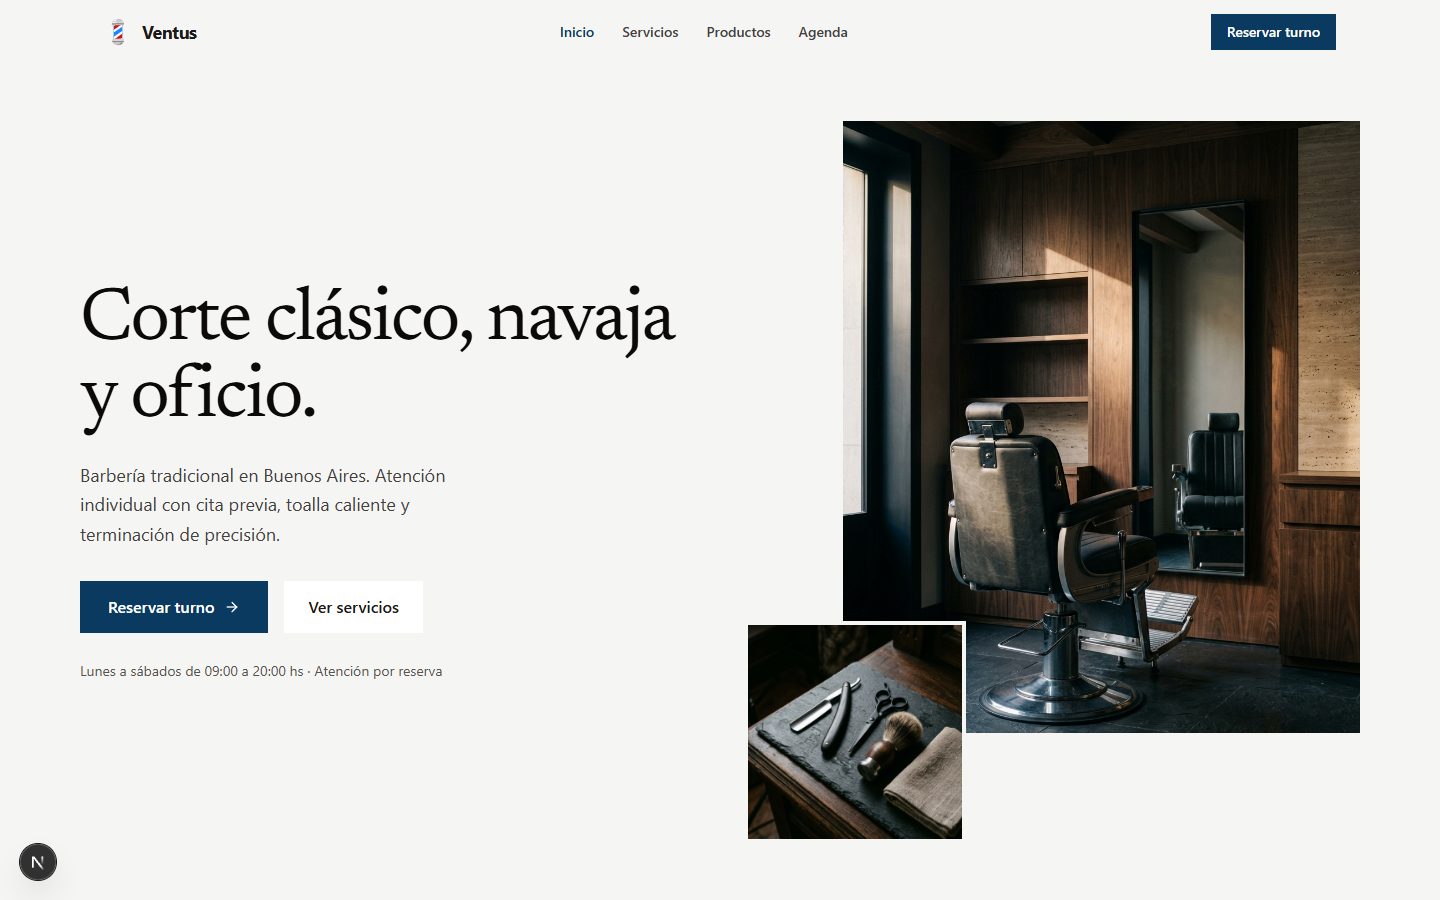 Ventus
Inicio
Servicios
Productos
Agenda
Reservar turno
Corte clásico, navaja
y oficio.
Barbería tradicional en Buenos Aires. Atención
individual con cita previa, toalla caliente y
terminación de precisión.
Reservar turno →
Ver servicios
Lunes a sábados de 09:00 a 20:00 hs · Atención por reserva
N